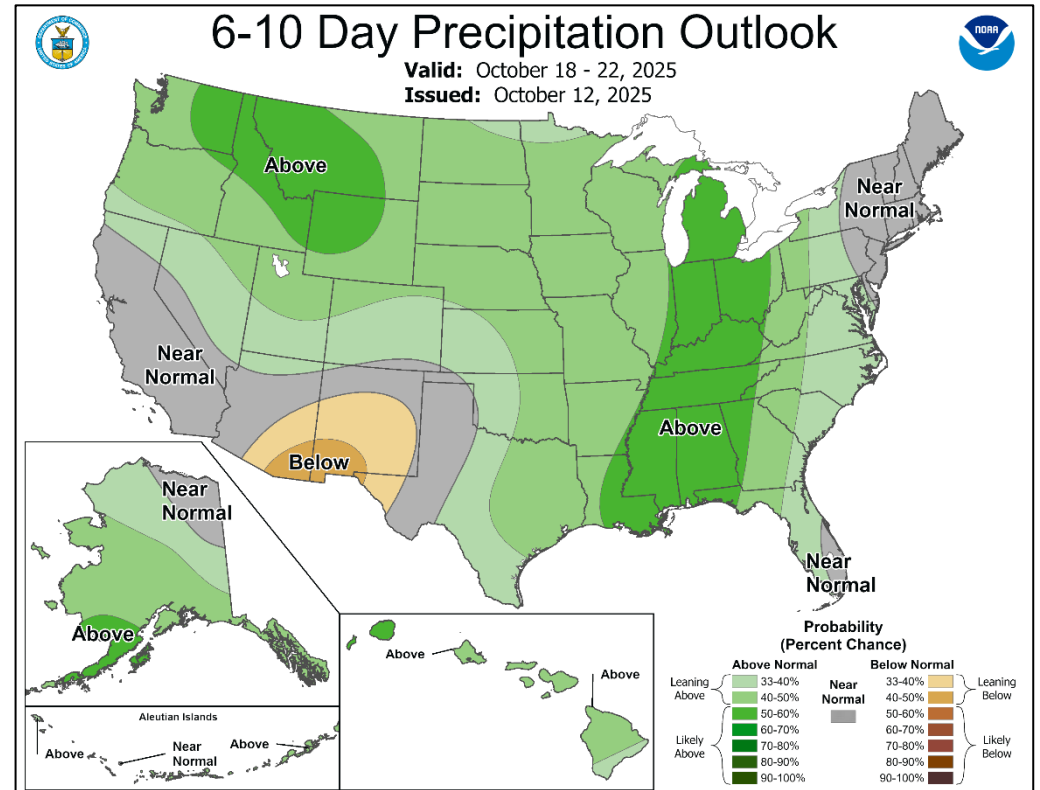 6-10 Day Precipitation Outlook
Valid: October 18 - 22, 2025
Issued: October 12, 2025
NOAA
Above
Near
Normal
Near
Normal
Above
Below
Near
Normal
Near
Normal
Above
Above
Above
Aleutian Islands
Above
Near
Normal
Above
Probability
(Percent Chance)
Above Normal
Below Normal
Leaning
Above
33-40%
40-50%
Likely
Above
50-60%
60-70%
70-80%
80-90%
90-100%
Near
Normal
33-40%
40-50%
Leaning
Below
50-60%
60-70%
70-80%
80-90%
90-100%
Likely
Below